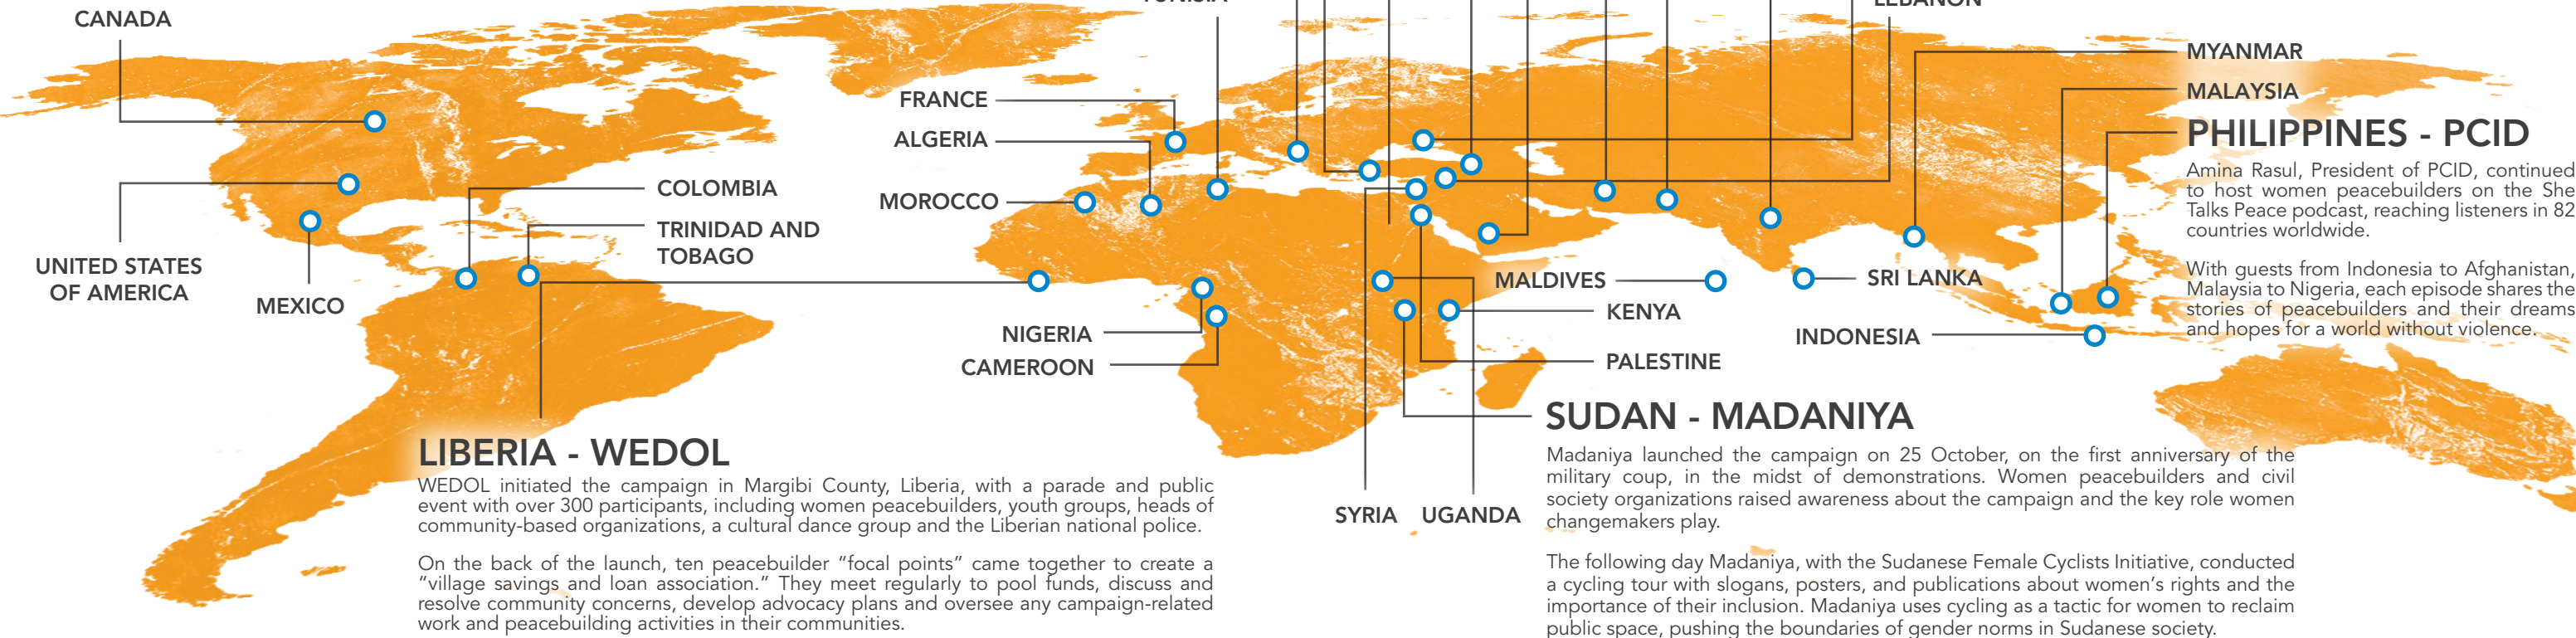 CANADA
TUNISIA
LEBANON
MYANMAR
FRANCE
MALAYSIA
PHILIPPINES - PCID
ALGERIA
Amina Rasul, President of PCID, continued
to host women peacebuilders on the She
Talks Peace podcast, reaching listeners in 82
countries worldwide.
COLOMBIA
MOROCCO
TRINIDAD AND
TOBAGO
UNITED STATES
OF AMERICA
MEXICO
With guests from Indonesia to Afghanistan,
Malaysia to Nigeria, each episode shares the
stories of peacebuilders and their dreams
and hopes for a world without violence.
MALDIVES
SRI LANKA
KENYA
NIGERIA
INDONESIA
CAMEROON
PALESTINE
LIBERIA - WEDOL
WEDOL initiated the campaign in Margibi County, Liberia, with a parade and public
event with over 300 participants, including women peacebuilders, youth groups, heads of
community-based organizations, a cultural dance group and the Liberian national police.
On the back of the launch, ten peacebuilder “focal points” came together to create a
“village savings and loan association.” They meet regularly to pool funds, discuss and
resolve community concerns, develop advocacy plans and oversee any campaign-related
work and peacebuilding activities in their communities.
SYRIA
UGANDA
SUDAN - MADANIYA
Madaniya launched the campaign on 25 October, on the first anniversary of the
military coup, in the midst of demonstrations. Women peacebuilders and civil
society organizations raised awareness about the campaign and the key role women
changemakers play.
The following day Madaniya, with the Sudanese Female Cyclists Initiative, conducted
a cycling tour with slogans, posters, and publications about women’s rights and the
importance of their inclusion. Madaniya uses cycling as a tactic for women to reclaim
public space, pushing the boundaries of gender norms in Sudanese society.